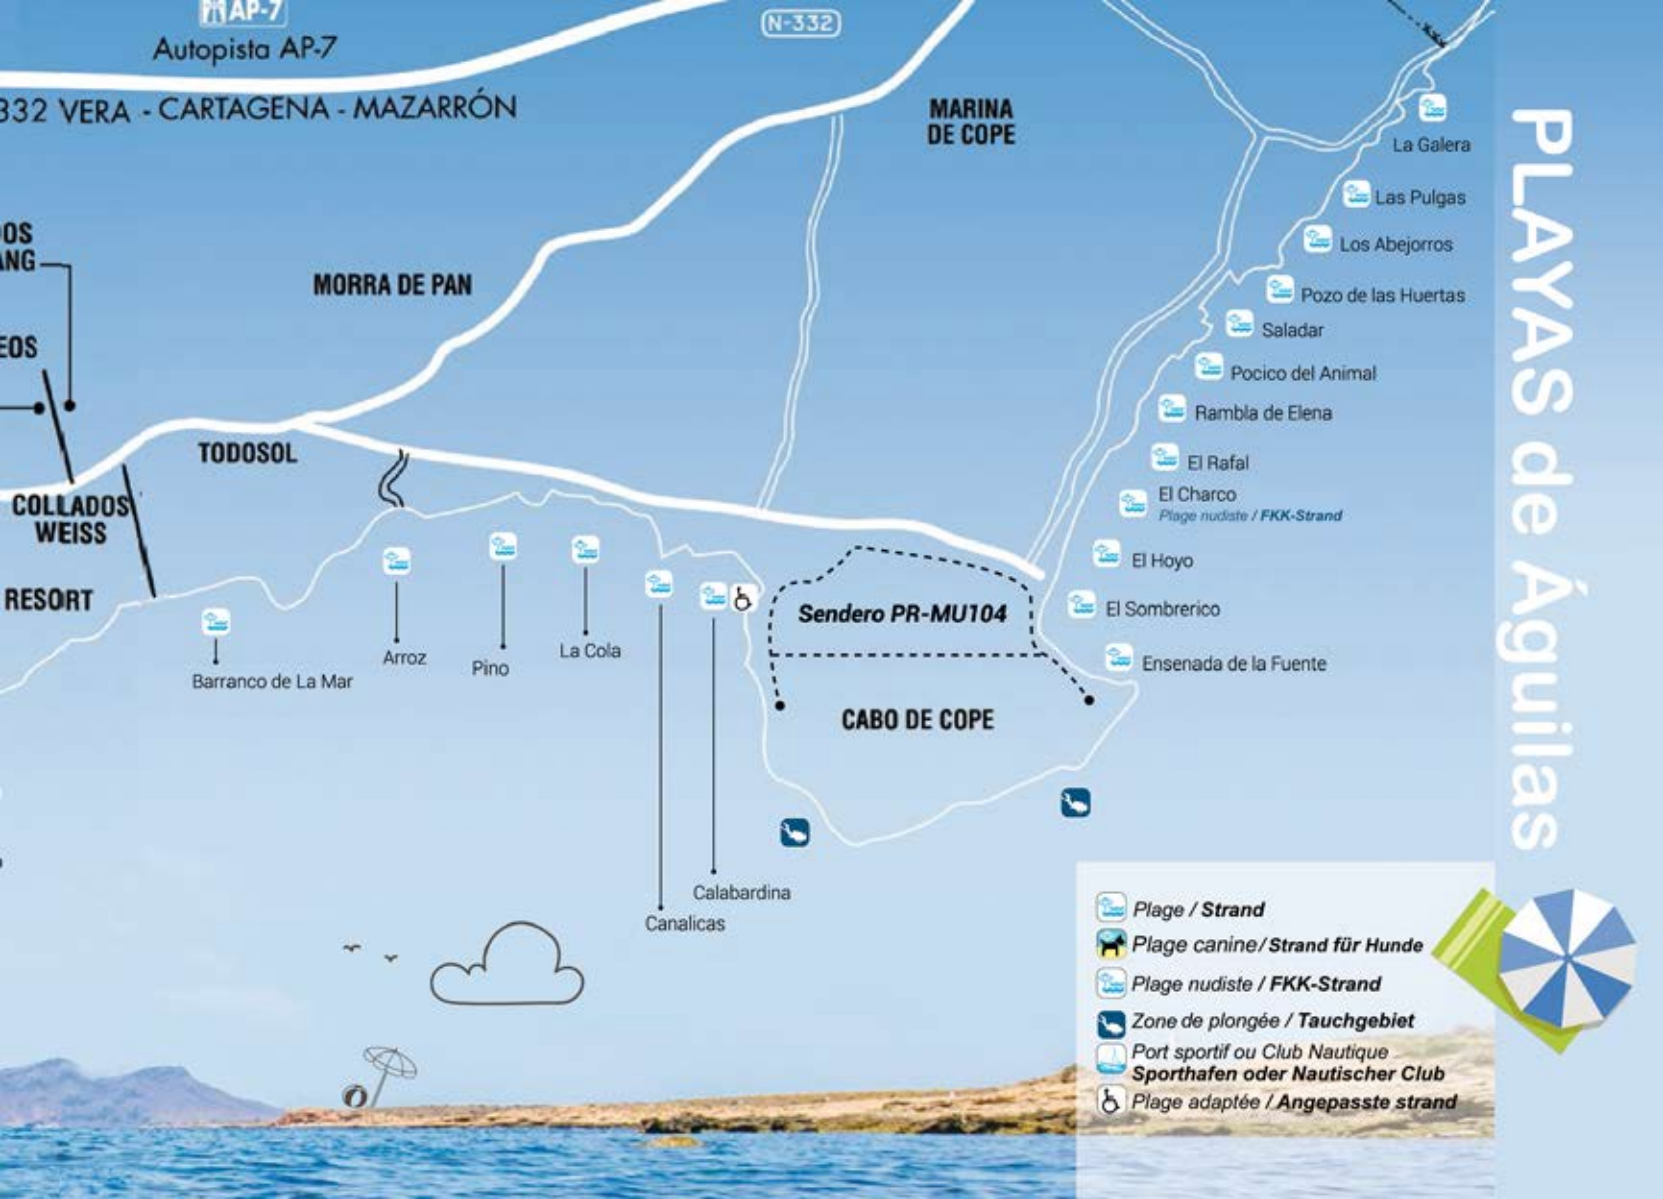 AP-7
Autopista AP-7
N-332
332 VERA - CARTAGENA - MAZARRÓN
MARINA
DE COPE
La Galera
Las Pulgas
Los Abejorros
MORRA DE PAN
Pozo de las Huertas
Saladar
Pocico del Animal
Rambla de Elena
TODOSOL
El Rafal
El Charco
Plage nudiste / FKK-Strand
COLLADOS
WEISS
El Hoyo
RESORT
Sendero PR-MU104
El Sombrerico
Arroz
Pino
La Cola
Ensenada de la Fuente
Barranco de La Mar
CABO DE COPE
Calabardina
Canalicas
PLAYAS de Águilas
Plage / Strand
Plage canine / Strand für Hunde
Plage nudiste / FKK-Strand
Zone de plongée / Tauchgebiet
Port sportif ou Club Nautique
Sporthafen oder Nautischer Club
Plage adaptée / Angepasste strand